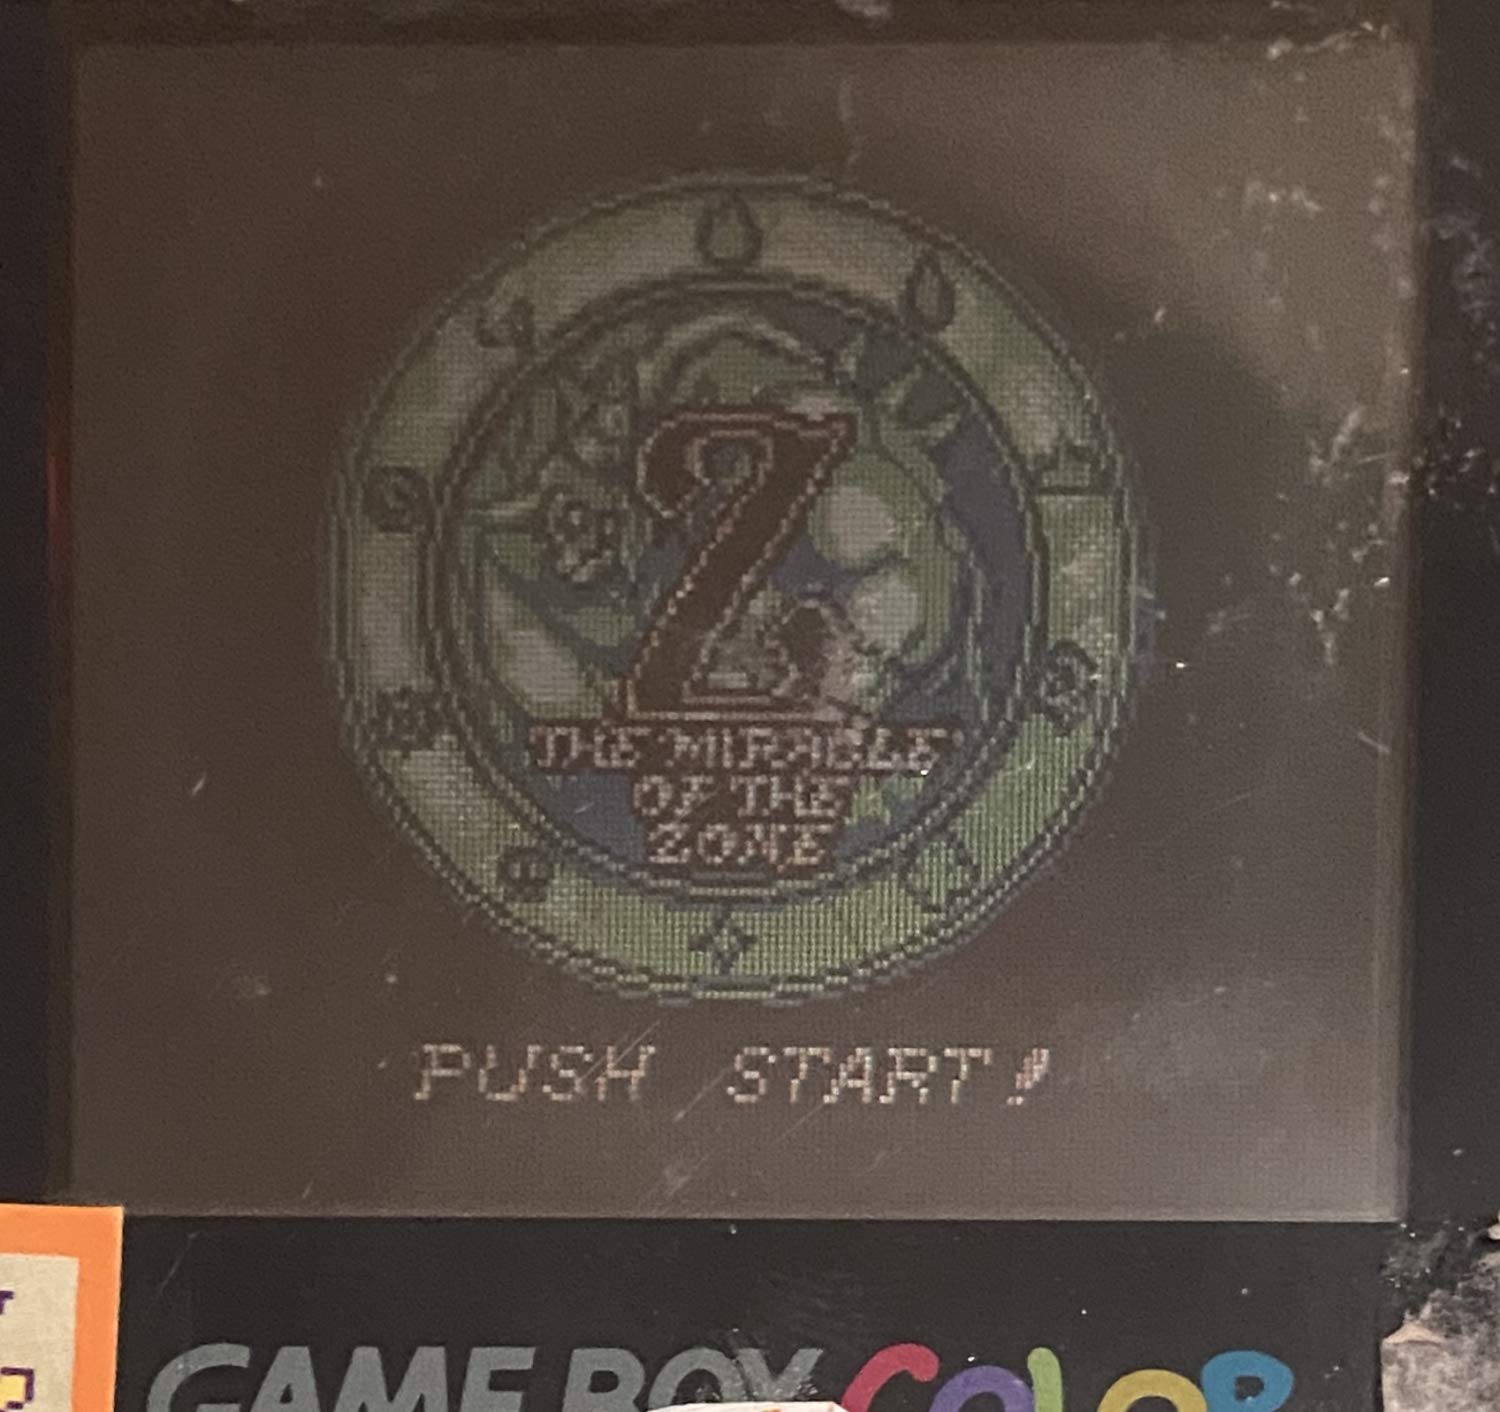 Z
THE MIRACLE
OF THE
ZONE
PUSH START!
GAME BOY COLOR